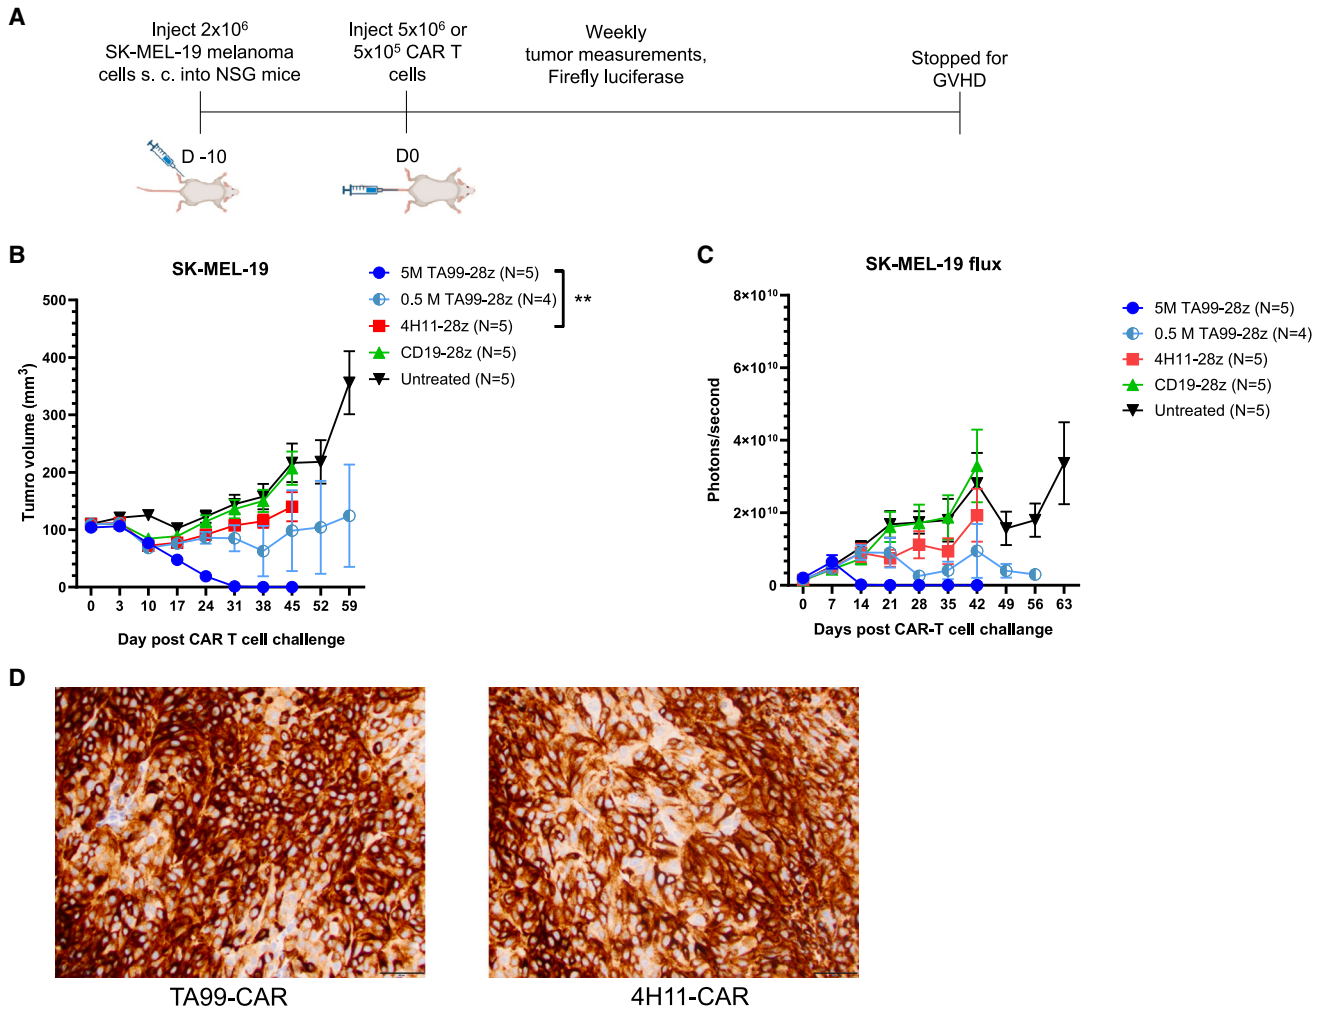 A
Inject 2x10⁶
SK-MEL-19 melanoma
cells s. c. into NSG mice
Inject 5x10⁶ or
5x10⁵ CAR T
cells
Weekly
tumor measurements,
Firefly luciferase
Stopped for
GVHD
D -10
D0
B
SK-MEL-19
5M TA99-28z (N=5)
0.5 M TA99-28z (N=4)
4H11-28z (N=5)
CD19-28z (N=5)
Untreated (N=5)
**
Tumro volume (mm³)
500
400
300
200
100
0
0 3 10 17 24 31 38 45 52 59
Day post CAR T cell challenge
C
SK-MEL-19 flux
5M TA99-28z (N=5)
0.5 M TA99-28z (N=4)
4H11-28z (N=5)
CD19-28z (N=5)
Untreated (N=5)
Photons/second
8×10¹⁰
6×10¹⁰
4×10¹⁰
2×10¹⁰
0
0 7 14 21 28 35 42 49 56 63
Days post CAR-T cell challange
D
TA99-CAR
4H11-CAR